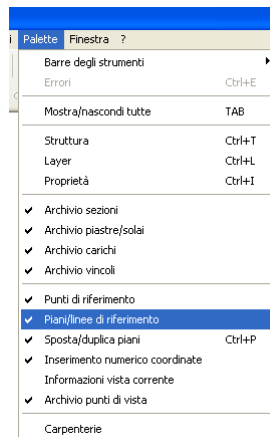 i Palette Finestra ?
Barre degli strumenti
Errori Ctrl+E
Mostra/nascondi tutte TAB
Struttura Ctrl+T
Layer Ctrl+L
Proprietà Ctrl+I
Archivio sezioni
Archivio piastre/solai
Archivio carichi
Archivio vincoli
Punti di riferimento
Piani/linee di riferimento
Sposta/duplica piani Ctrl+P
Inserimento numerico coordinate
Informazioni vista corrente
Archivio punti di vista
Carpenterie